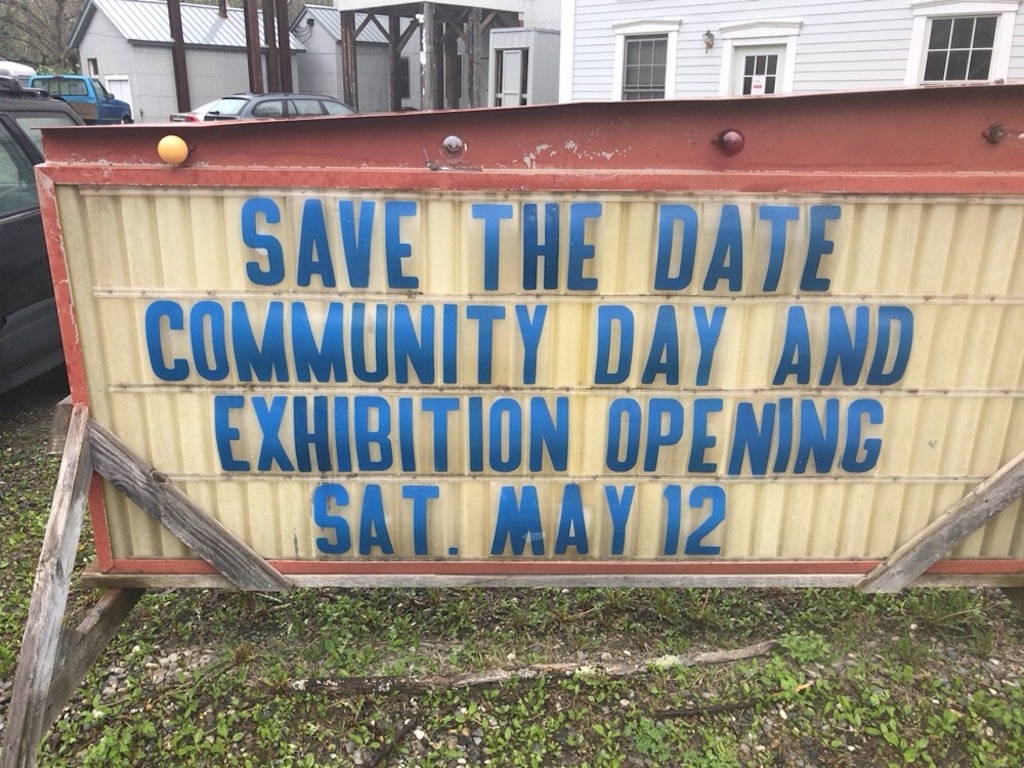 SAVE THE DATE
COMMUNITY DAY AND
EXHIBITION OPENING
SAT. MAY 12